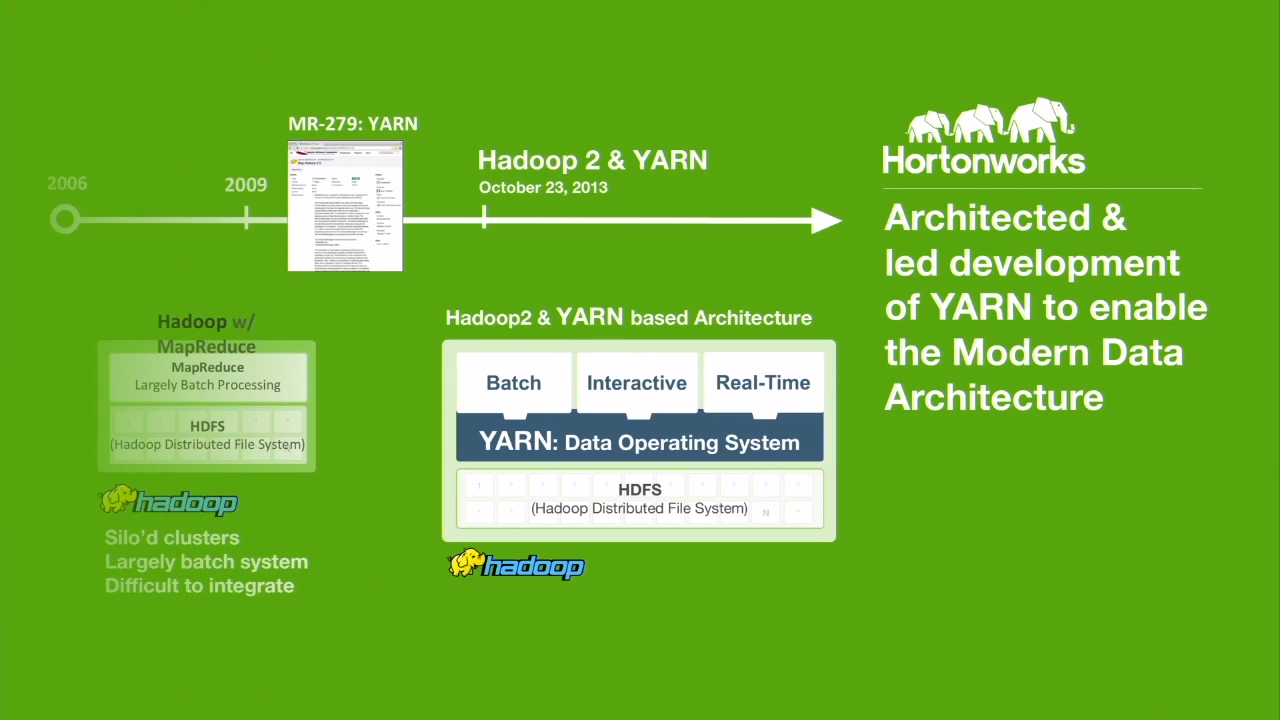 MR-279: YARN
2006
2009
Hadoop 2 & YARN
October 23, 2013
Hortonworks
Architected &
led development
of YARN to enable
the Modern Data
Architecture
Hadoop w/
MapReduce
MapReduce
Largely Batch Processing
HDFS
(Hadoop Distributed File System)
hadoop
Silo'd clusters
Largely batch system
Difficult to integrate
Hadoop2 & YARN based Architecture
Batch
Interactive
Real-Time
YARN: Data Operating System
1
HDFS
(Hadoop Distributed File System)
N
hadoop